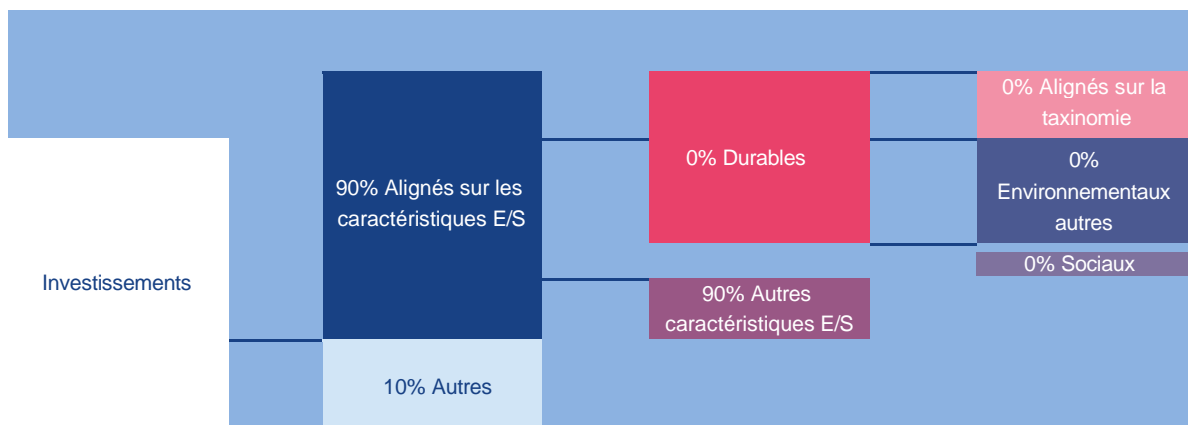 Investissements
90% Alignés sur les
caractéristiques E/S
10% Autres
0% Durables
90% Autres
caractéristiques E/S
0% Alignés sur la
taxinomie
0%
Environnementaux
autres
0% Sociaux